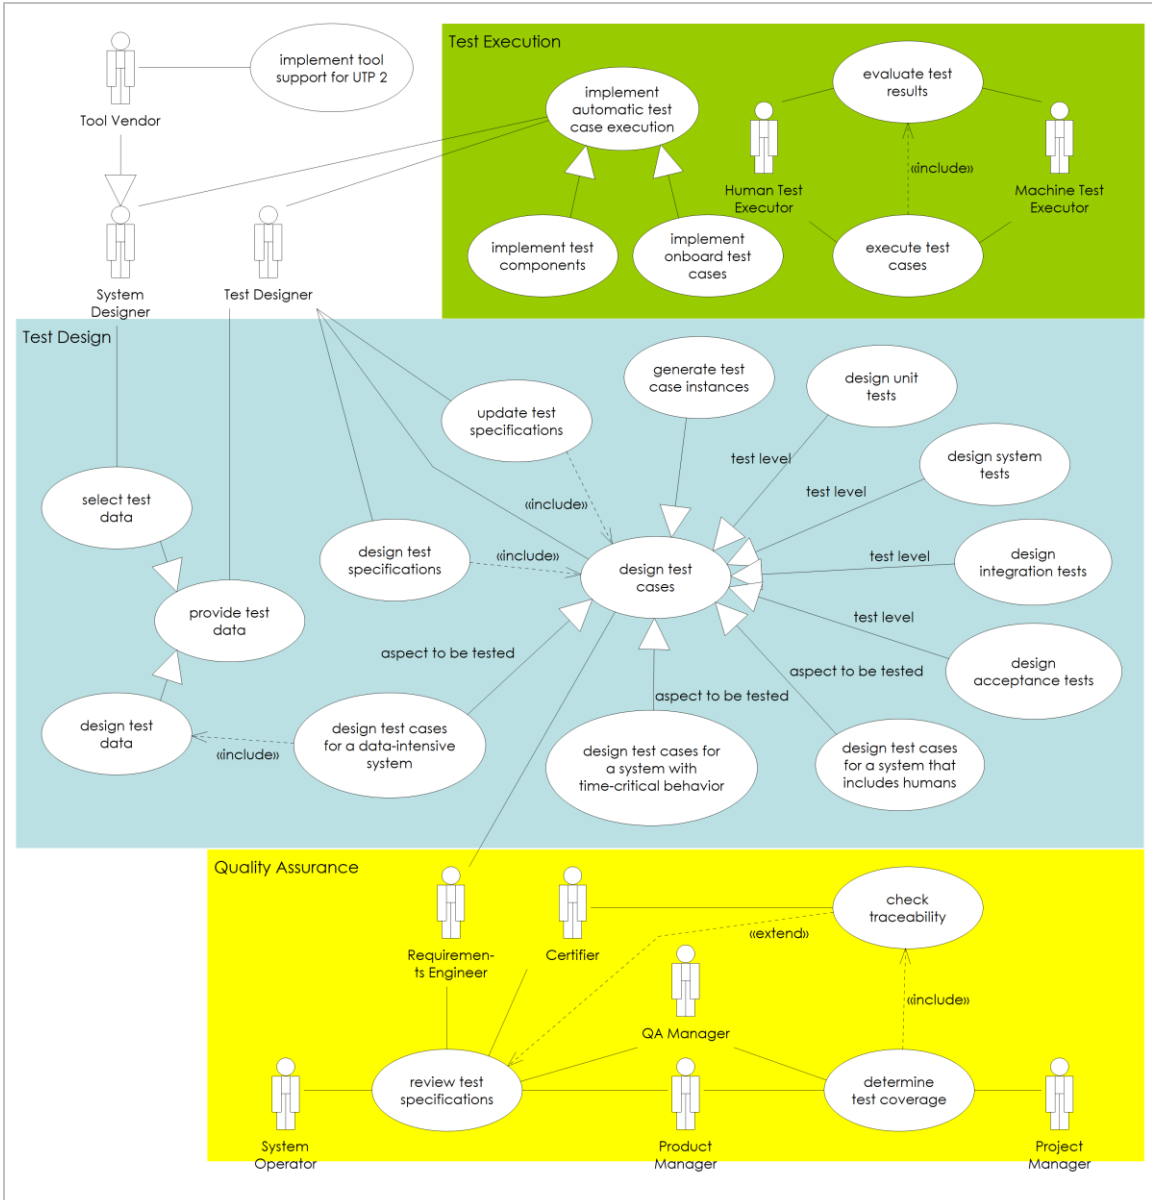 Test Execution
implement tool
support for UTP 2
Tool Vendor
implement
automatic test
case execution
evaluate test
results
«include»
Human Test
Executor
Machine Test
Executor
implement test
components
implement
onboard test
cases
execute test
cases
System
Designer
Test Designer
Test Design
generate test
case instances
design unit
tests
update test
specifications
test level
design system
tests
test level
select test
data
«include»
design test
specifications
«include»
design test
cases
test level
design
integration tests
provide test
data
test level
aspect to be tested
design
acceptance tests
aspect to be tested
aspect to be tested
design test
data
«include»
design test cases
for a data-intensive
system
design test cases for
a system with
time-critical behavior
design test cases
for a system that
includes humans
Quality Assurance
check
traceability
«extend»
Requiremen-
ts Engineer
Certifier
QA Manager
«include»
review test
specifications
determine
test coverage
System
Operator
Product
Manager
Project
Manager